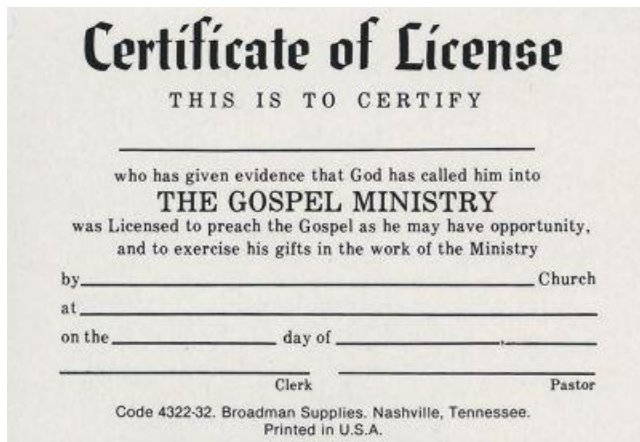 Certificate of License
THIS IS TO CERTIFY
who has given evidence that God has called him into
THE GOSPEL MINISTRY
was Licensed to preach the Gospel as he may have opportunity,
and to exercise his gifts in the work of the Ministry
by Church
at
on the day of ,
Clerk Pastor
Code 4322-32. Broadman Supplies. Nashville, Tennessee.
Printed in U.S.A.